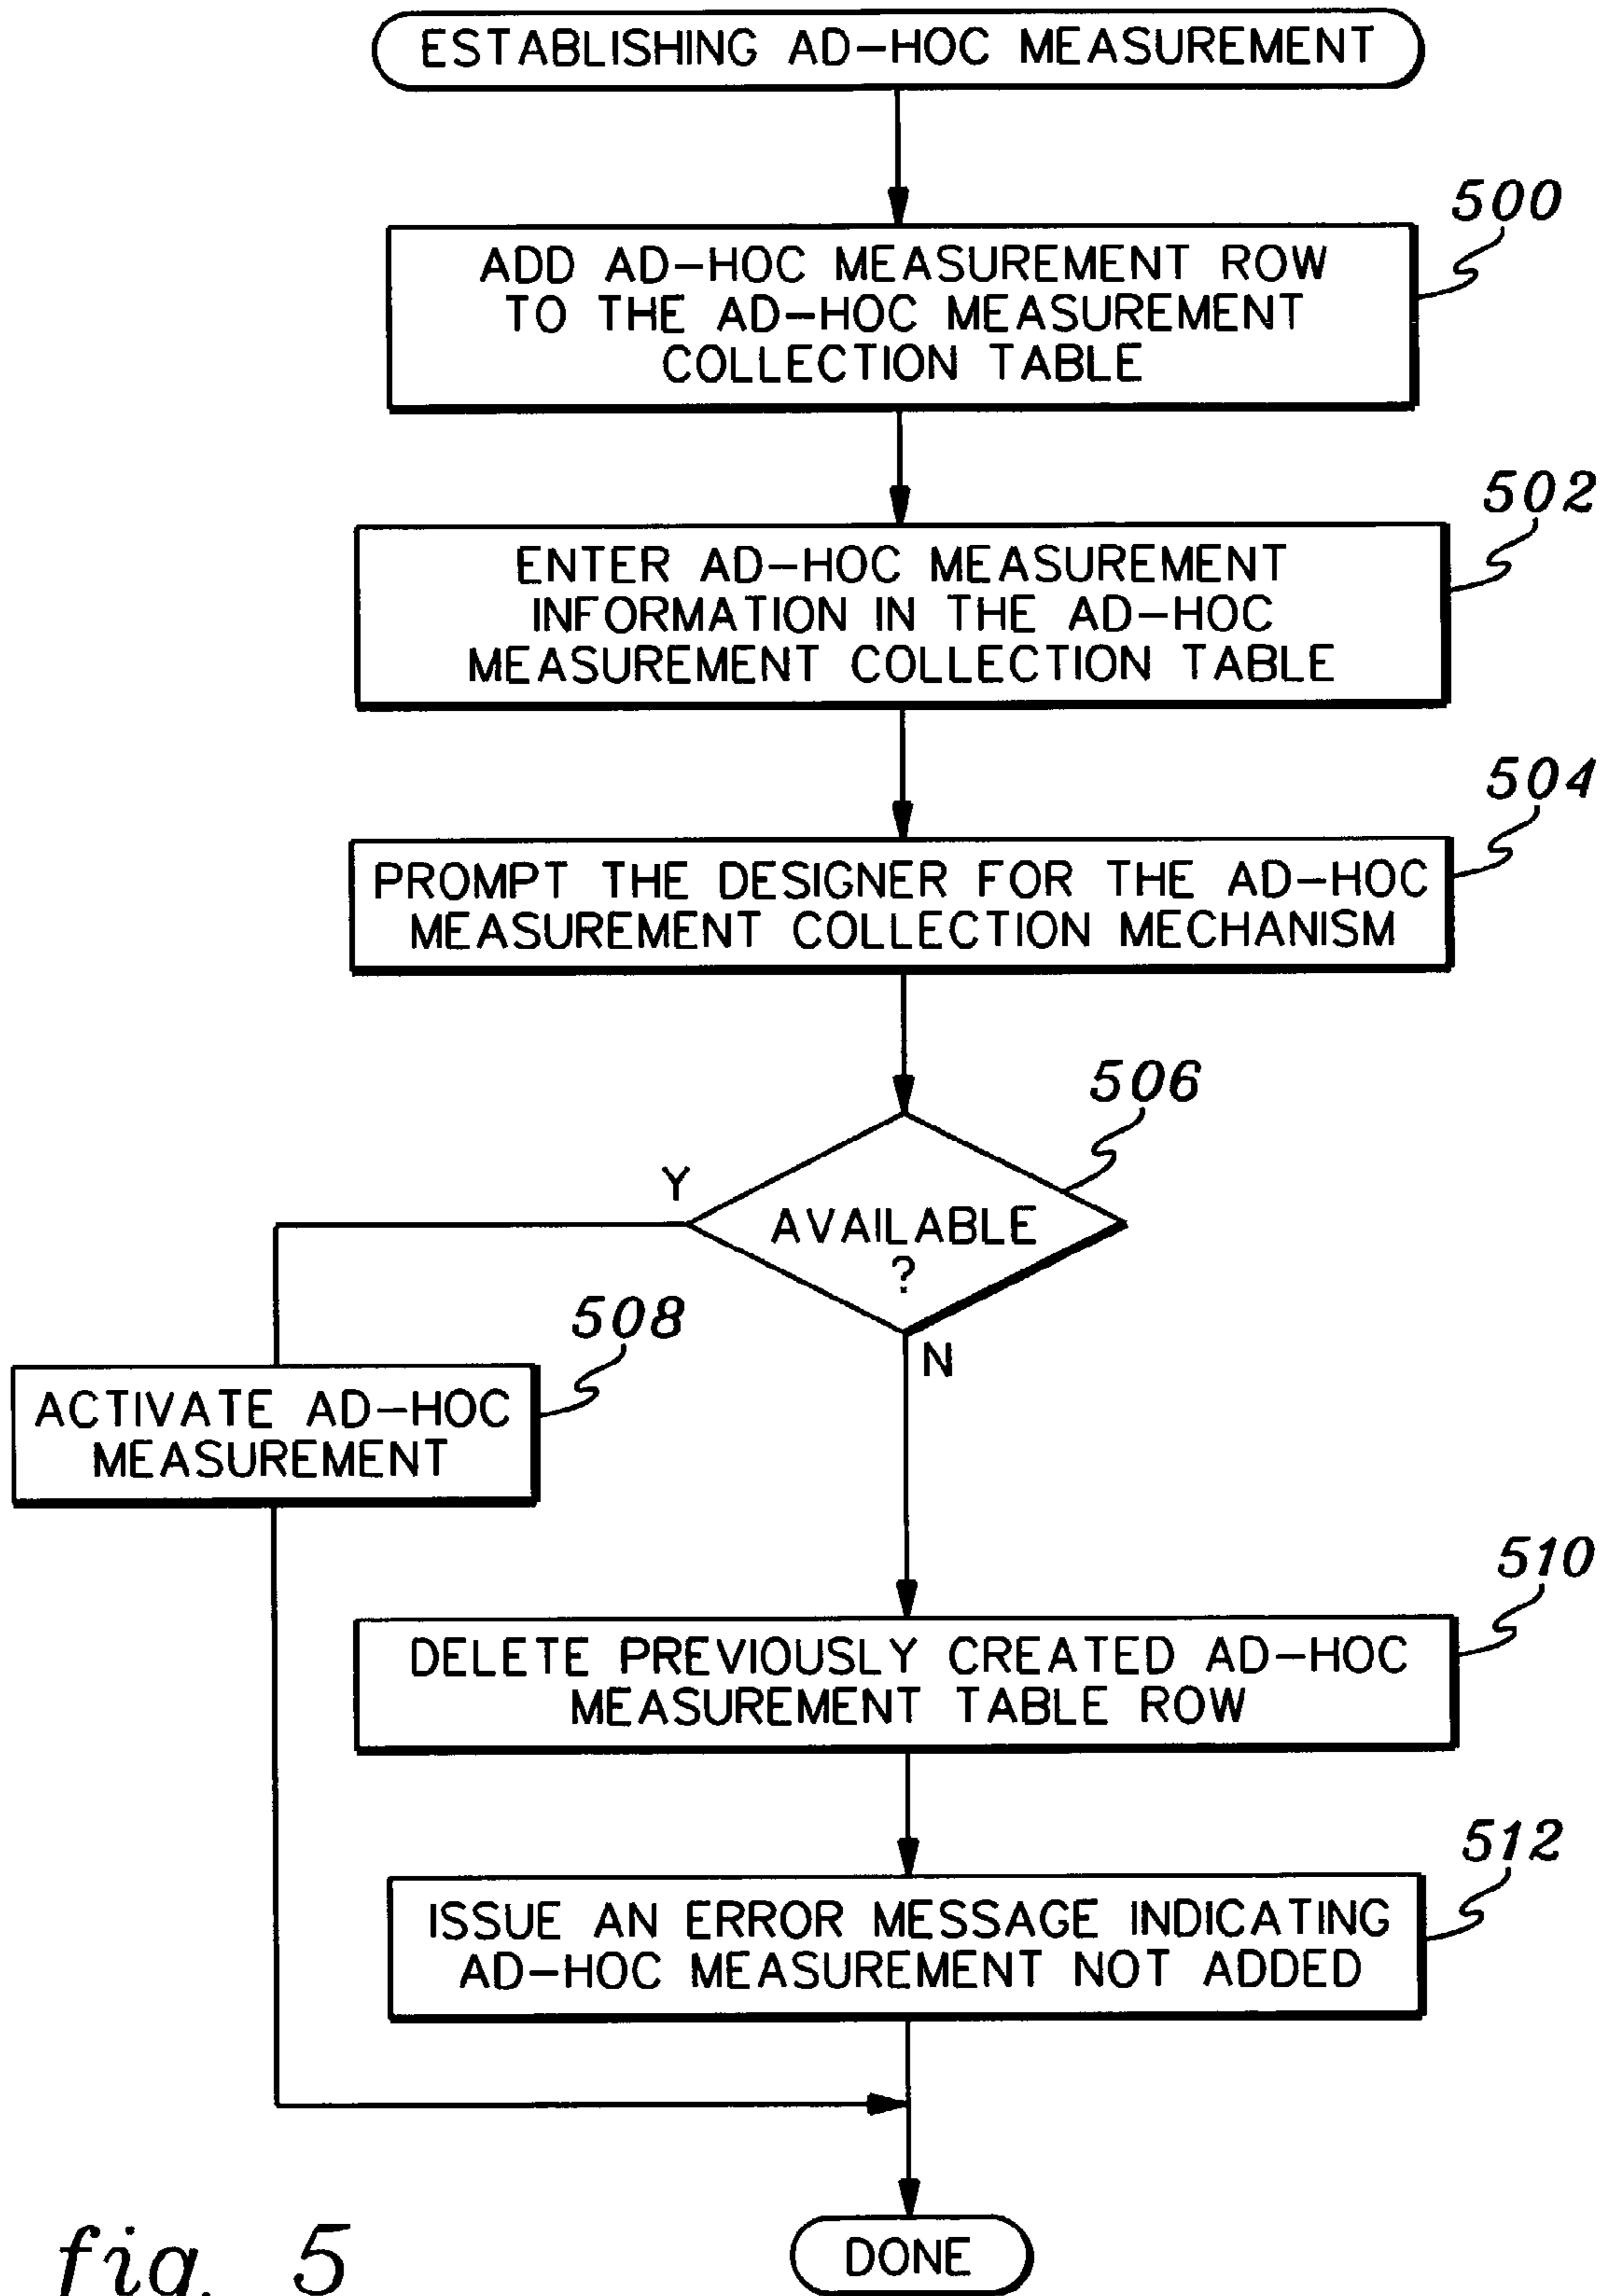 ESTABLISHING AD-HOC MEASUREMENT
500
ADD AD-HOC MEASUREMENT ROW
TO THE AD-HOC MEASUREMENT
COLLECTION TABLE
502
ENTER AD-HOC MEASUREMENT
INFORMATION IN THE AD-HOC
MEASUREMENT COLLECTION TABLE
504
PROMPT THE DESIGNER FOR THE AD-HOC
MEASUREMENT COLLECTION MECHANISM
506
Y
AVAILABLE
?
N
508
ACTIVATE AD-HOC
MEASUREMENT
510
DELETE PREVIOUSLY CREATED AD-HOC
MEASUREMENT TABLE ROW
512
ISSUE AN ERROR MESSAGE INDICATING
AD-HOC MEASUREMENT NOT ADDED
DONE
fig. 5